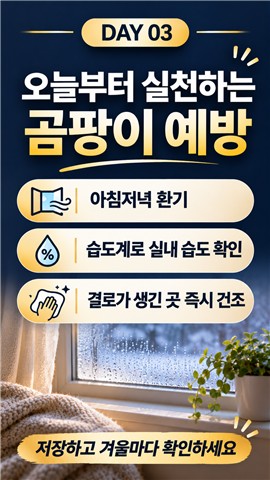 DAY 03
오늘부터 실천하는
곰팡이 예방
아침저녁 환기
%
습도계로 실내 습도 확인
결로가 생긴 곳 즉시 건조
저장하고 겨울마다 확인하세요